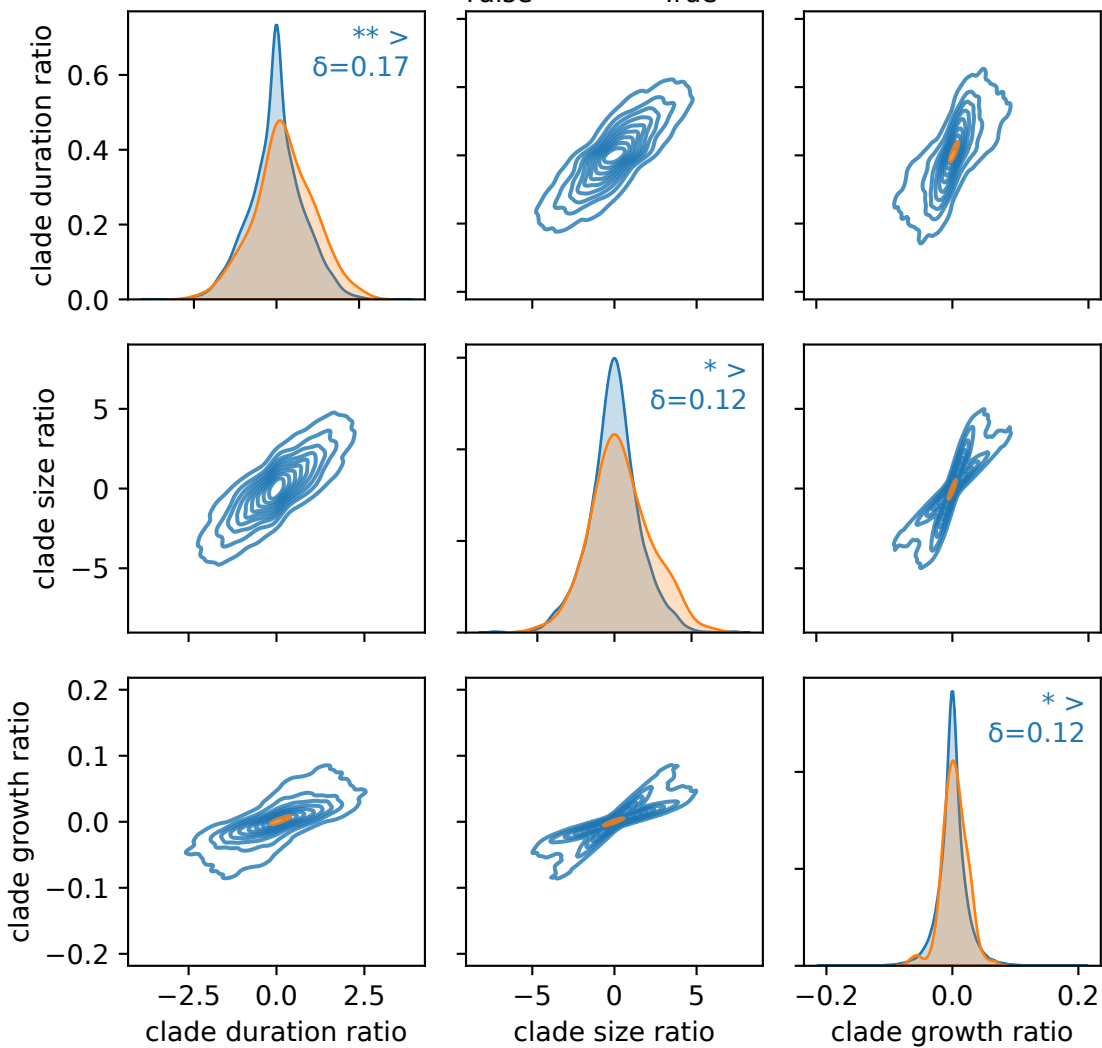 True
clade duration ratio
0.6
0.4
0.2
0.0
** >
δ=0.17
clade size ratio
5
0
−5
* >
δ=0.12
clade growth ratio
0.2
0.1
0.0
−0.1
−0.2
* >
δ=0.12
−2.5 0.0 2.5
−5 0 5
−0.2 0.0 0.2
clade duration ratio
clade size ratio
clade growth ratio